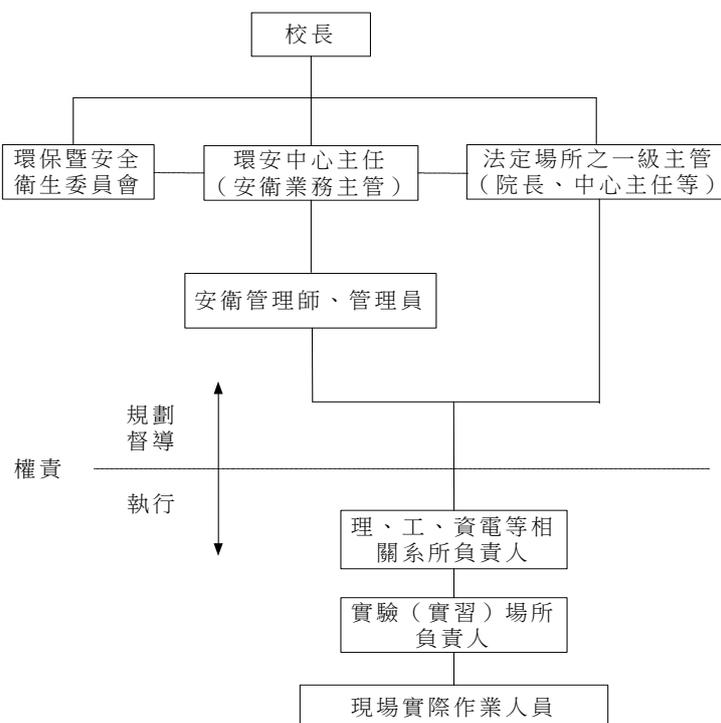 校長
環保暨安全
衛生委員會
環安中心主任
（安衛業務主管）
法定場所之一級主管
（院長、中心主任等）
安衛管理師、管理員
規劃
督導
權責
執行
理、工、資電等相
關系所負責人
實驗（實習）場所
負責人
現場實際作業人員